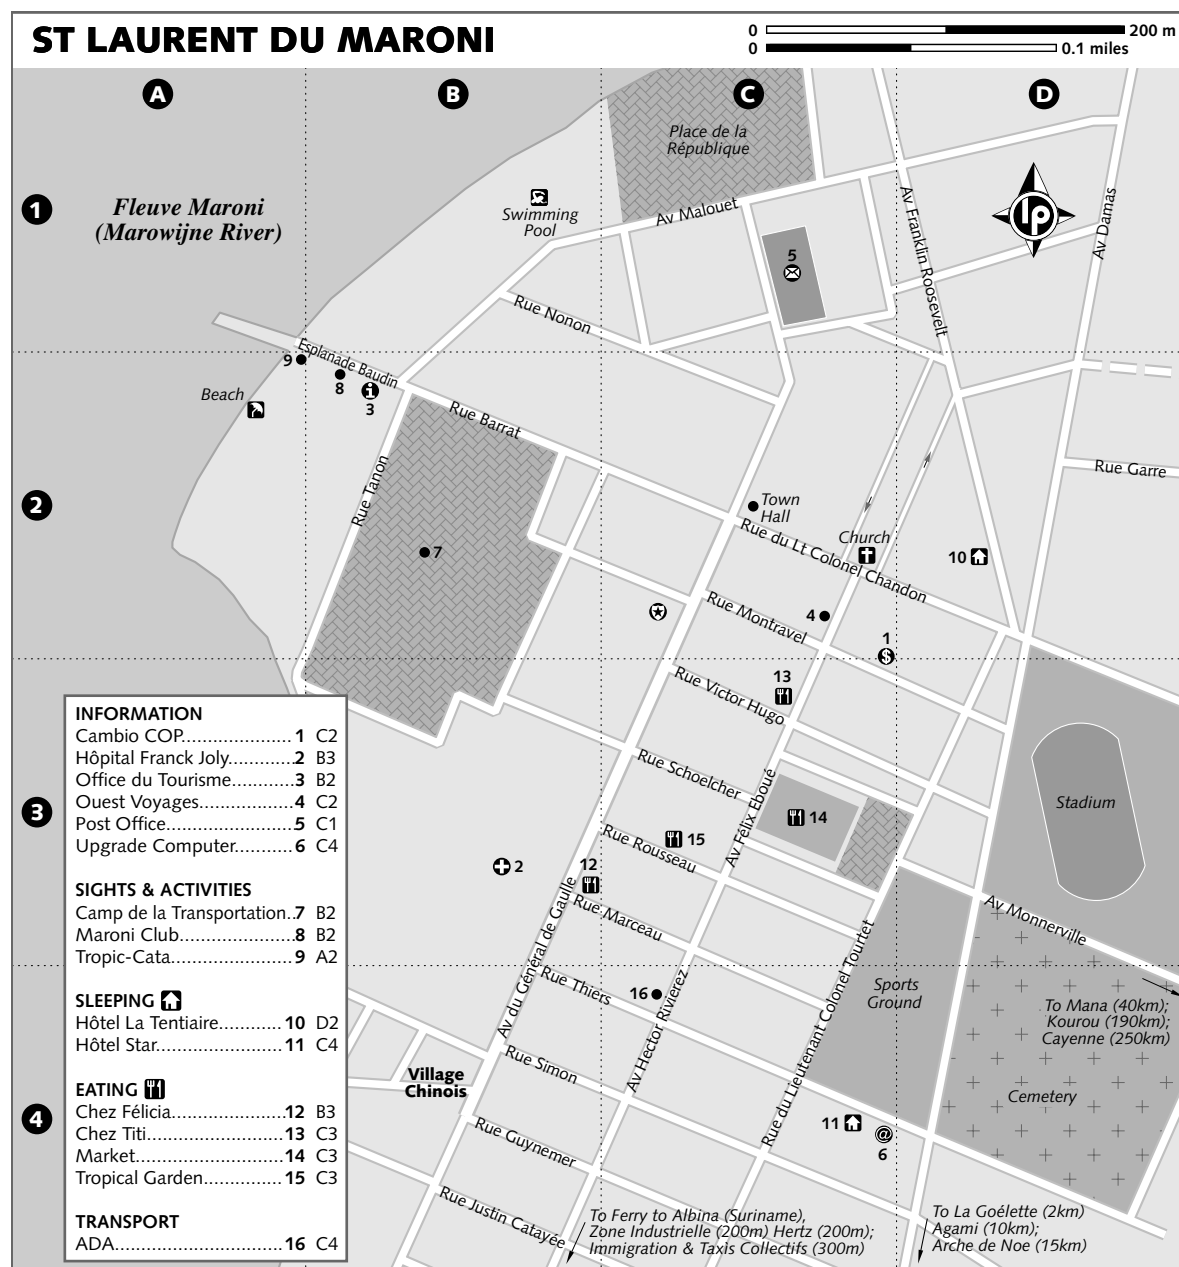 ST LAURENT DU MARONI
0 200 m
0 0.1 miles
A B C D
Place de la
République
1
Fleuve Maroni
(Marowijne River)
Swimming
Pool
Av Malouet
Av Franklin Roosevelt
Av Damas
lp
5
Rue Nonon
Esplanade Baudin
9
8
3
Beach
Rue Barrat
Rue Tanon
Rue Garre
2
Town
Hall
Church
Rue du Lt Colonel Chandon
10
7
Rue Montravel
4
1
13
Rue Victor Hugo
Rue Schoelcher
Av Félix Eboué
Stadium
3
14
15
Rue Rousseau
12
2
Rue Marceau
Av du Général de Gaulle
Av Monnerville
Rue Thiers
16
Av Hector Rivierez
Rue du Lieutenant Colonel Tourtet
Sports
Ground
To Mana (40km);
Kourou (190km);
Cayenne (250km)
Village
Chinois
Rue Simon
Cemetery
4
11
@
6
Rue Guynemer
Rue Justin Catayée
To Ferry to Albina (Suriname),
Zone Industrielle (200m) Hertz (200m);
Immigration & Taxis Collectifs (300m)
To La Goélette (2km)
Agami (10km);
Arche de Noe (15km)
INFORMATION
Cambio COP....................1 C2
Hôpital Franck Joly............2 B3
Office du Tourisme............3 B2
Ouest Voyages.................4 C2
Post Office.......................5 C1
Upgrade Computer...........6 C4
SIGHTS & ACTIVITIES
Camp de la Transportation..7 B2
Maroni Club.....................8 B2
Tropic-Cata......................9 A2
SLEEPING
Hôtel La Tentiaire...........10 D2
Hôtel Star.......................11 C4
EATING
Chez Félicia....................12 B3
Chez Titi.........................13 C3
Market...........................14 C3
Tropical Garden..............15 C3
TRANSPORT
ADA...............................16 C4